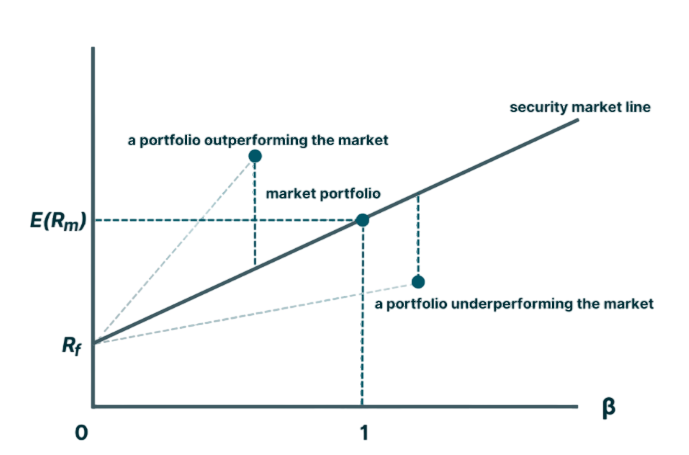 security market line
a portfolio outperforming the market
market portfolio
E(Rm)
a portfolio underperforming the market
Rf
β
0
1